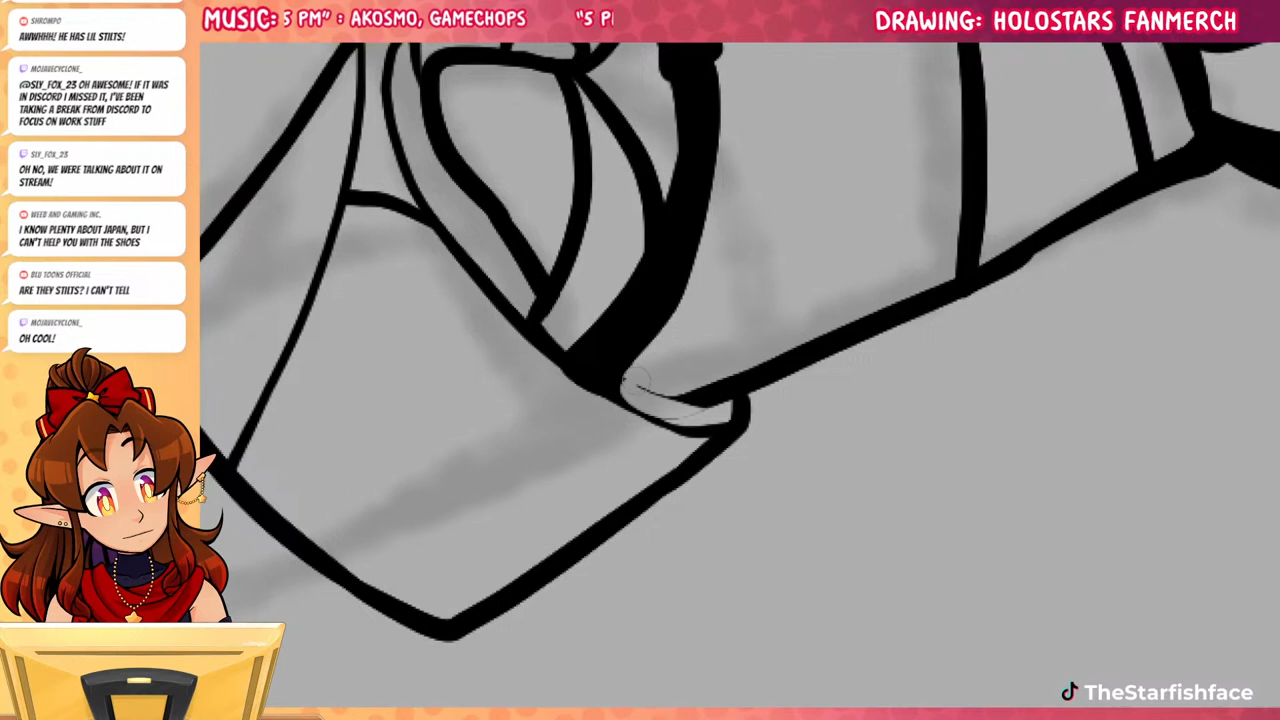 MUSIC: 5 PM" : AKOSMO, GAMECHOPS "5 P
DRAWING: HOLOSTARS FANMERCH
SHROMPO
AWWHHH! HE HAS LIL STILTS!
MOJAVECYCLONE_
@SLY_FOX_23 OH AWESOME! IF IT WAS
IN DISCORD I MISSED IT, I'VE BEEN
TAKING A BREAK FROM DISCORD TO
FOCUS ON WORK STUFF
SLY_FOX_23
OH NO, WE WERE TALKING ABOUT IT ON
STREAM!
WEEB AND GAMING INC.
I KNOW PLENTY ABOUT JAPAN, BUT I
CAN'T HELP YOU WITH THE SHOES
BLU TOONS OFFICIAL
ARE THEY STILTS? I CAN'T TELL
MOJAVECYCLONE_
OH COOL!
TheStarfishface